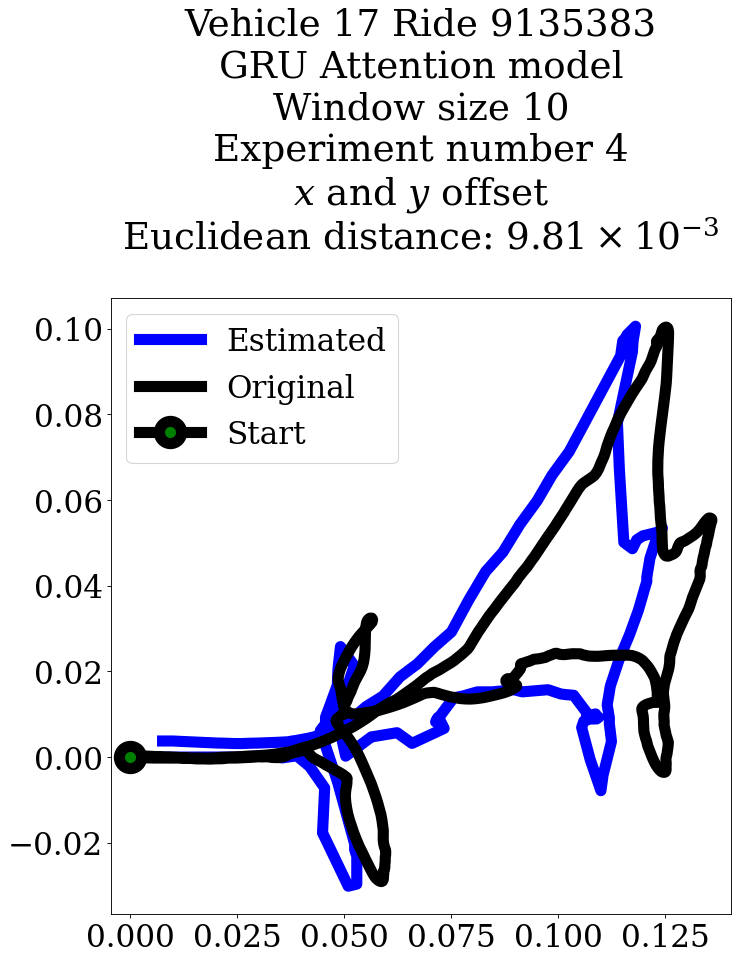 Vehicle 17 Ride 9135383
GRU Attention model
Window size 10
Experiment number 4
x and y offset
Euclidean distance: 9.81 × 10⁻³
Estimated
Original
Start
0.10
0.08
0.06
0.04
0.02
0.00
−0.02
0.000 0.025 0.050 0.075 0.100 0.125